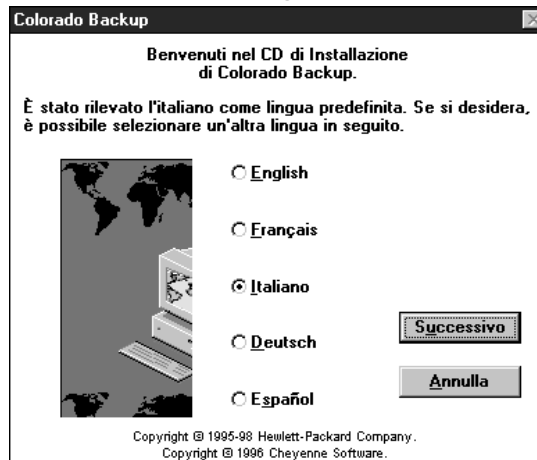 Colorado Backup
Benvenuti nel CD di Installazione
di Colorado Backup.
È stato rilevato l'italiano come lingua predefinita. Se si desidera,
è possibile selezionare un'altra lingua in seguito.
English
Français
Italiano
Deutsch
Español
Successivo
Annulla
Copyright © 1995-98 Hewlett-Packard Company.
Copyright © 1996 Cheyenne Software.